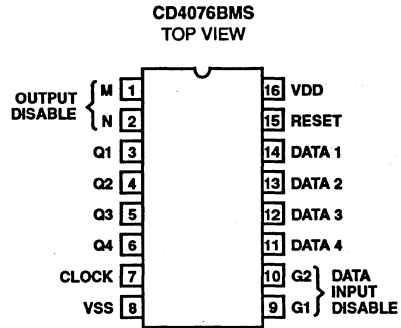 CD4076BMS
TOP VIEW
OUTPUT
DISABLE
M 1
N 2
Q1 3
Q2 4
Q3 5
Q4 6
CLOCK 7
VSS 8
16 VDD
15 RESET
14 DATA 1
13 DATA 2
12 DATA 3
11 DATA 4
10 G2
9 G1
DATA
INPUT
DISABLE